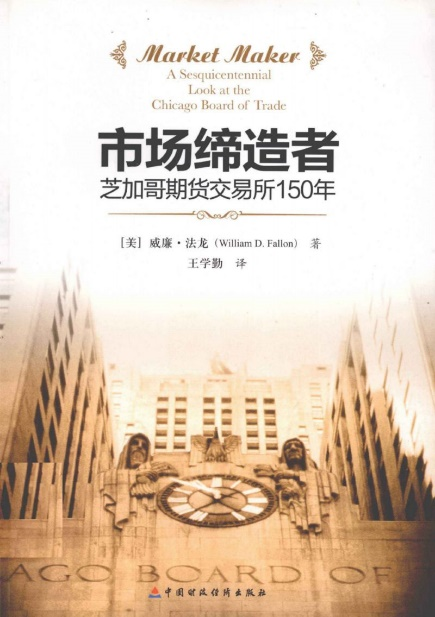 Market Maker
A Sesquicentennial
Look at the
Chicago Board of Trade
市场缔造者
芝加哥期货交易所150年
［美］威廉·法龙（William D. Fallon）著
王学勤 译
AGO BOARD OF
中国财政经济出版社